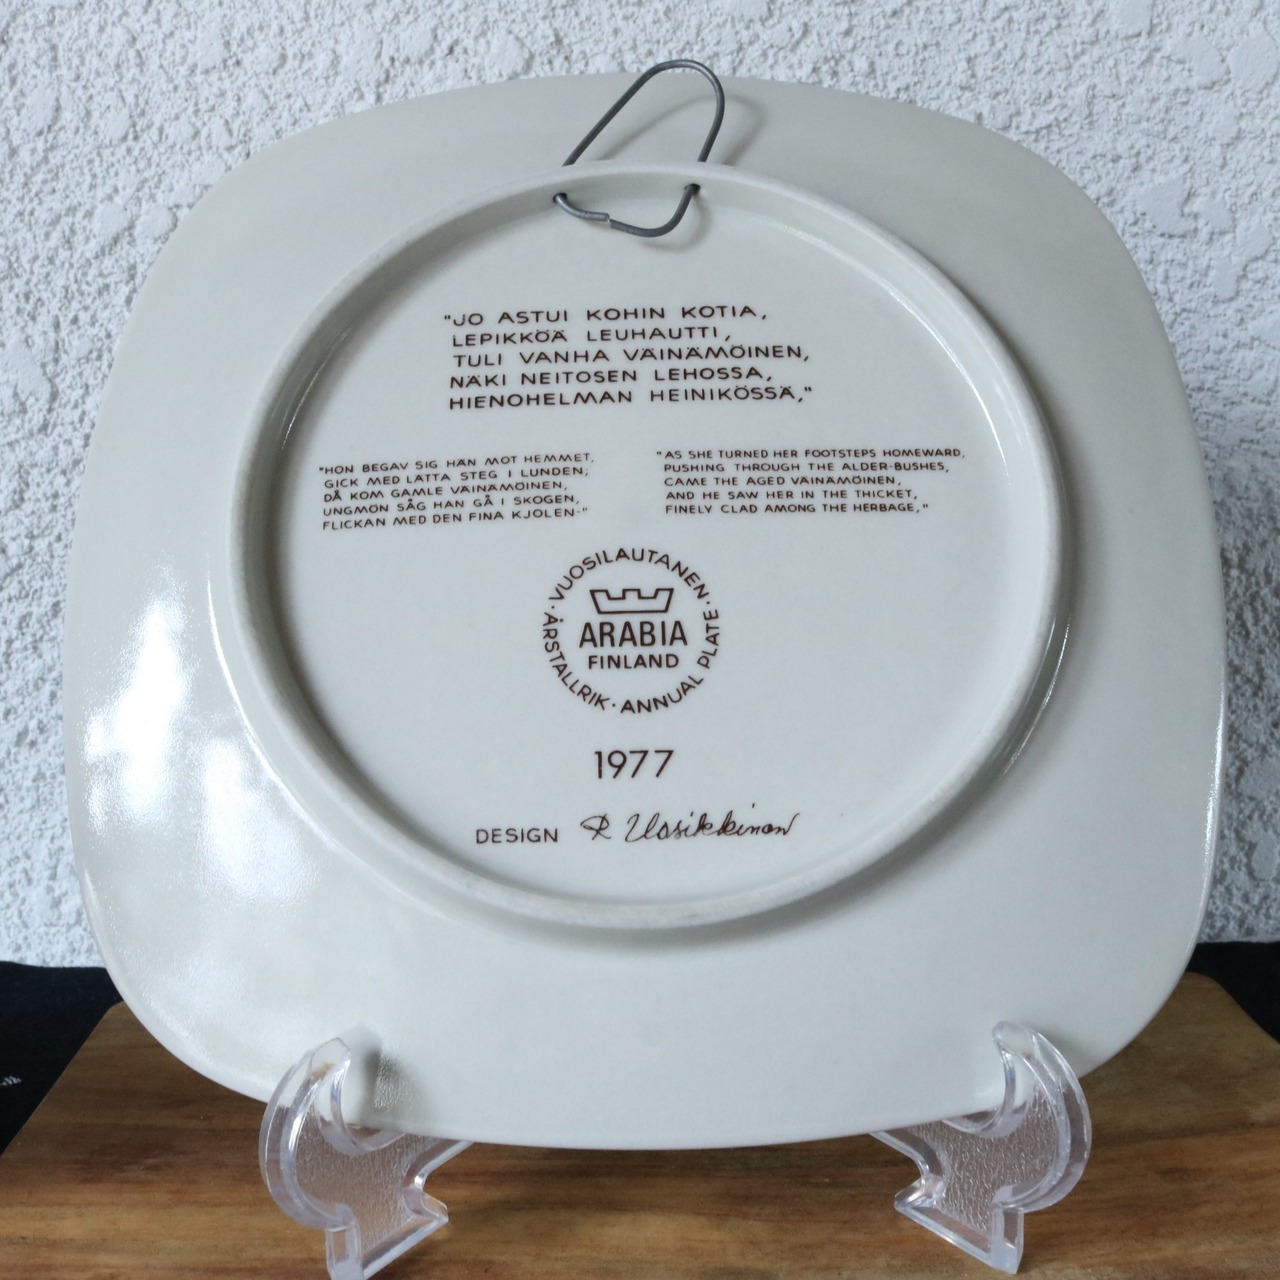 "JO ASTUI KOHIN KOTIA,
LEPIKKÖÄ LEUHAUTTI,
TULI VANHA VÄINÄMÖINEN,
NÄKI NEITOSEN LEHOSSA,
HIENOHELMAN HEINIKÖSSÄ,"
"HON BEGAV SIG HÄN MOT HEMMET,
GICK MED LÄTTA STEG I LUNDEN;
DÅ KOM GAMLE VÄINÄMÖINEN,
UNGMON SÅG HAN GÅ I SKOGEN,
FLICKAN MED DEN FINA KJOLEN-"
"AS SHE TURNED HER FOOTSTEPS HOMEWARD,
PUSHING THROUGH THE ALDER-BUSHES,
CAME THE AGED VÄINÄMÖINEN,
AND HE SAW HER IN THE THICKET,
FINELY CLAD AMONG THE HERBAGE,"
·VUOSILAUTANEN·
ARABIA
FINLAND
ÅRSTALLRIK·ANNUAL PLATE
1977
DESIGN R Uosikkinen